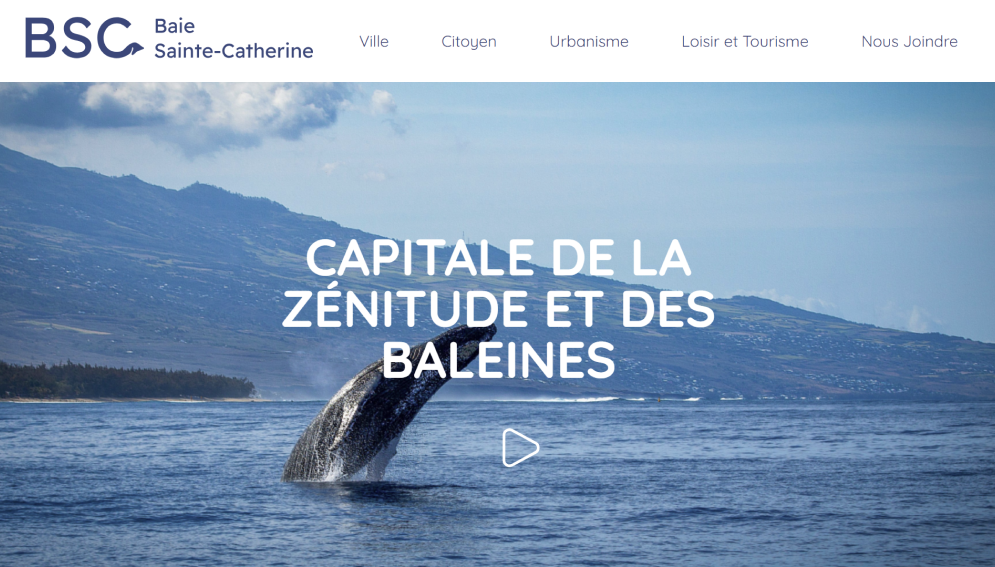 BSC
Baie
Sainte-Catherine
Ville
Citoyen
Urbanisme
Loisir et Tourisme
Nous Joindre
CAPITALE DE LA
ZÉNITUDE ET DES
BALEINES